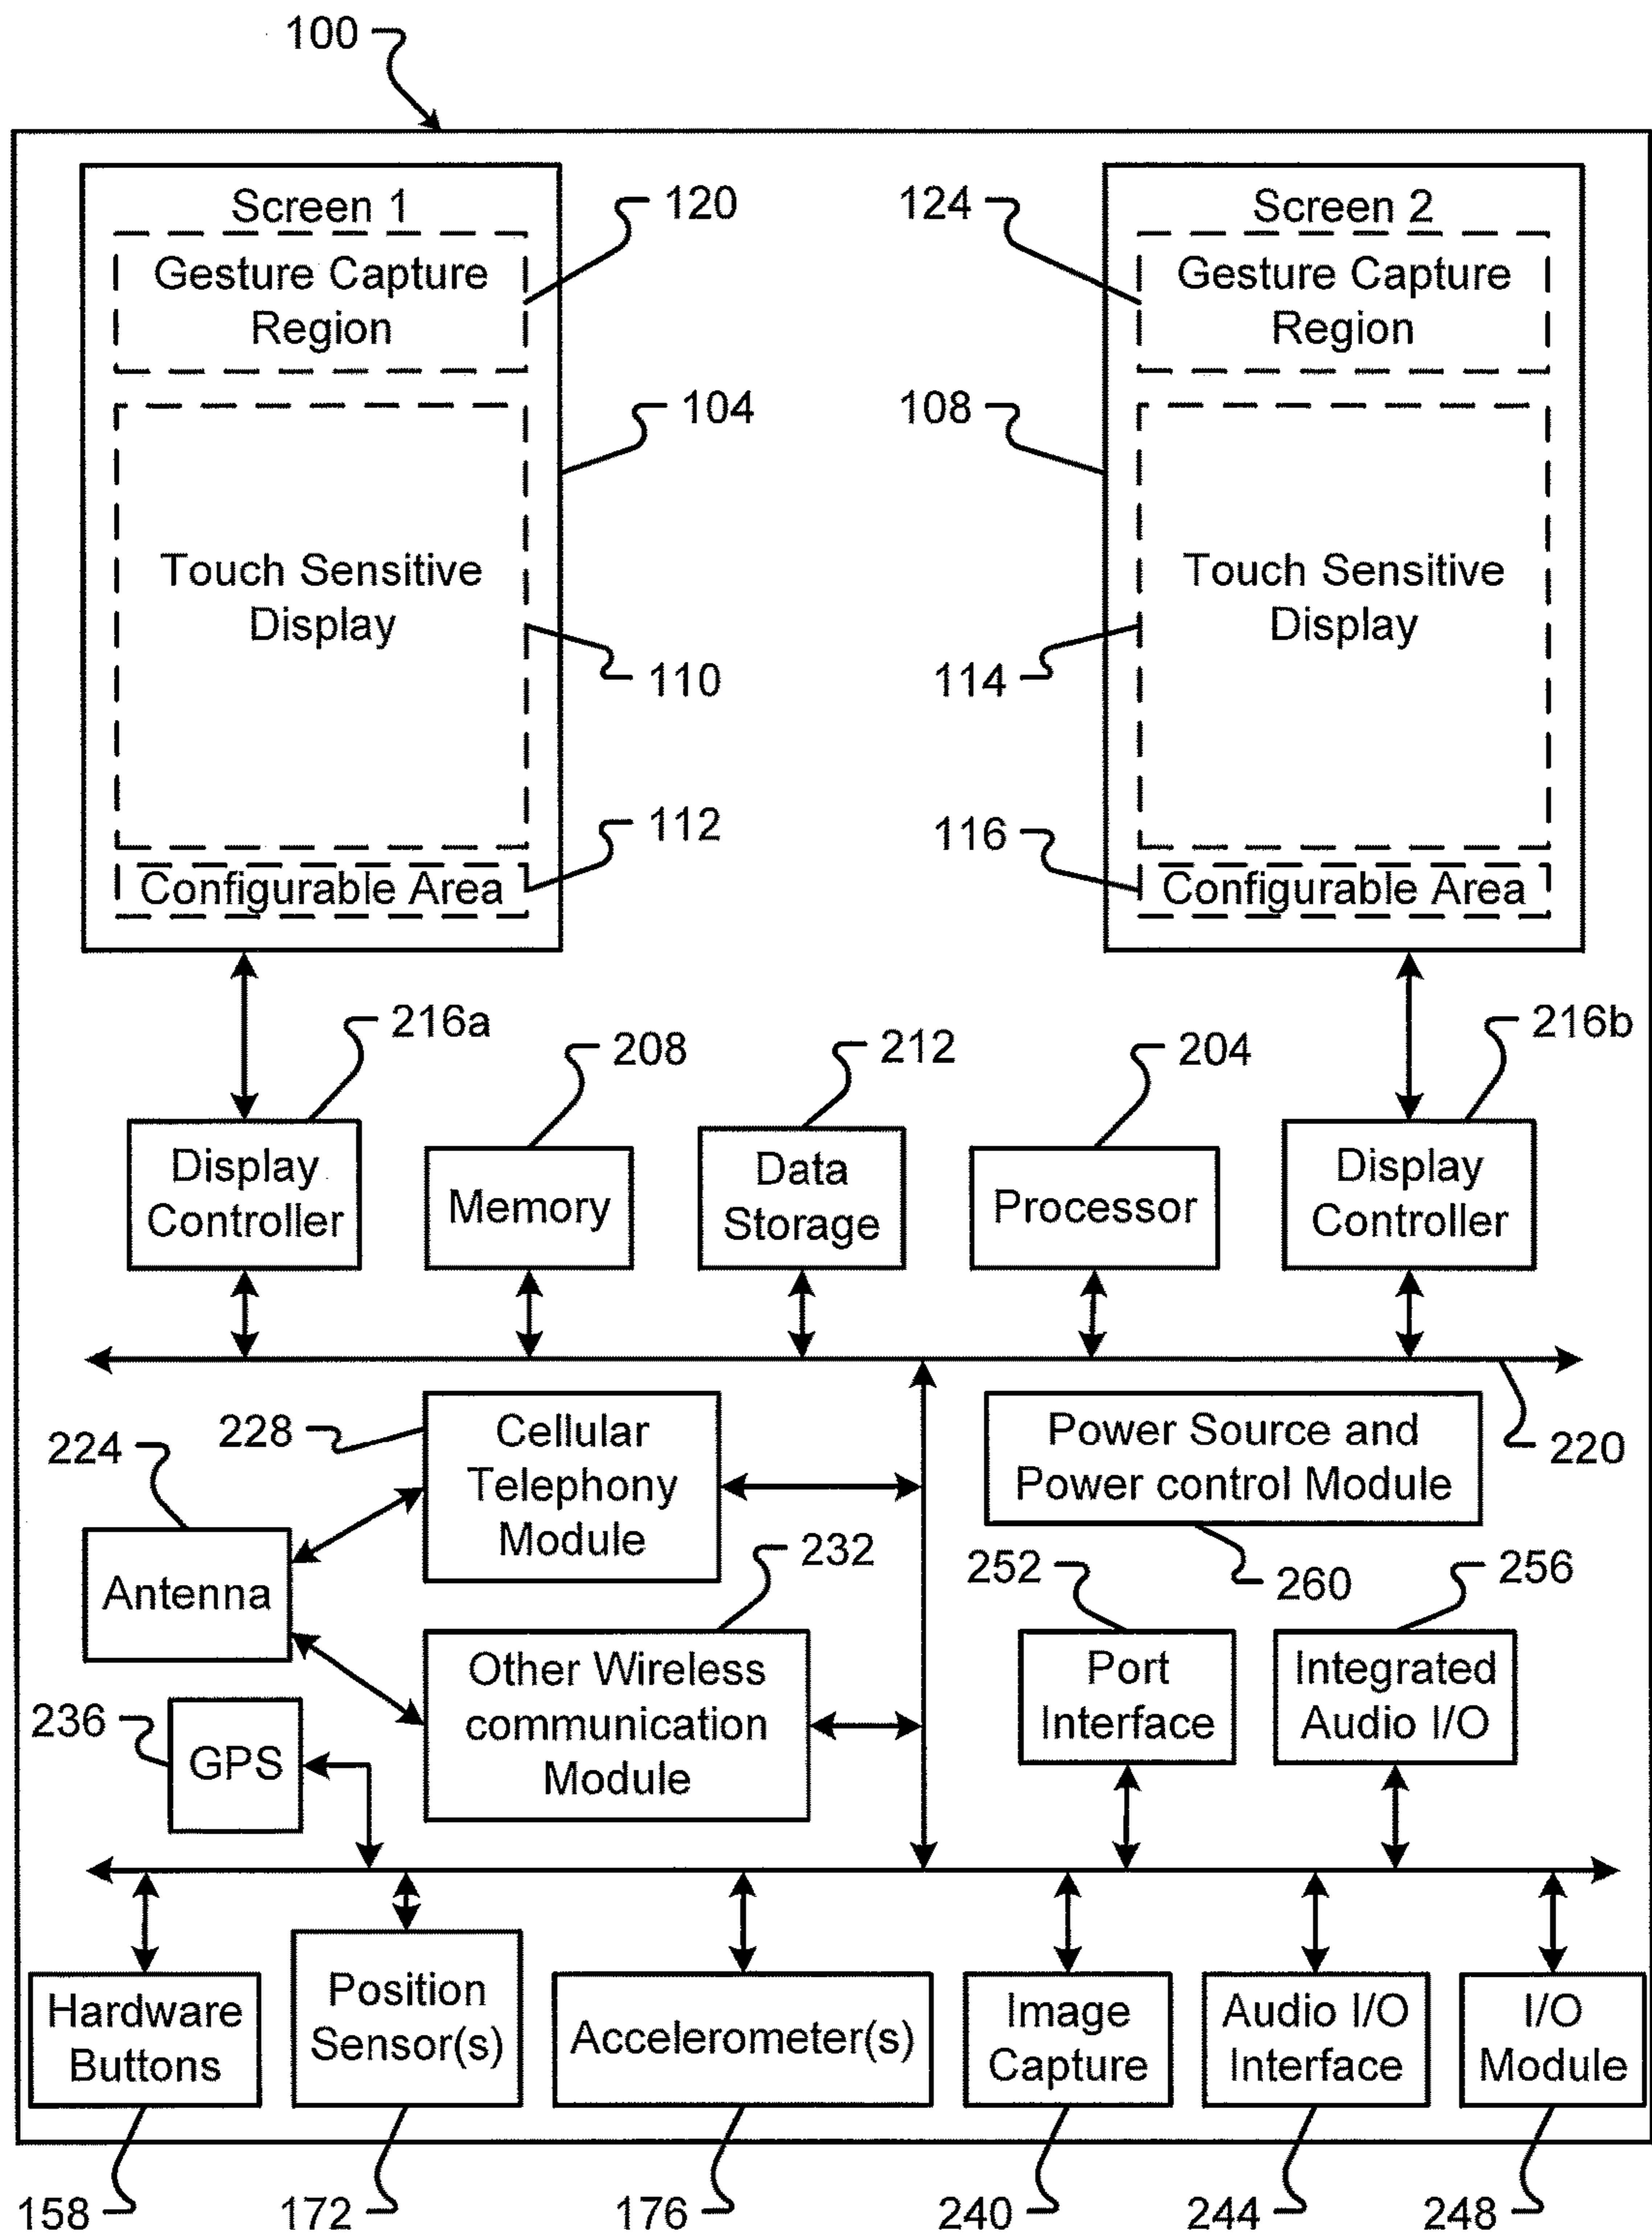 100
Screen 1
Gesture Capture
Region
120
124
Screen 2
Gesture Capture
Region
104
108
Touch Sensitive
Display
110
114
Touch Sensitive
Display
112
116
Configurable Area
Configurable Area
216a
208
212
204
216b
Display
Controller
Memory
Data
Storage
Processor
Display
Controller
224
228
Cellular
Telephony
Module
Power Source and
Power control Module
220
Antenna
232
252
260
256
236
GPS
Other Wireless
communication
Module
Port
Interface
Integrated
Audio I/O
Hardware
Buttons
Position
Sensor(s)
Accelerometer(s)
Image
Capture
Audio I/O
Interface
I/O
Module
158
172
176
240
244
248